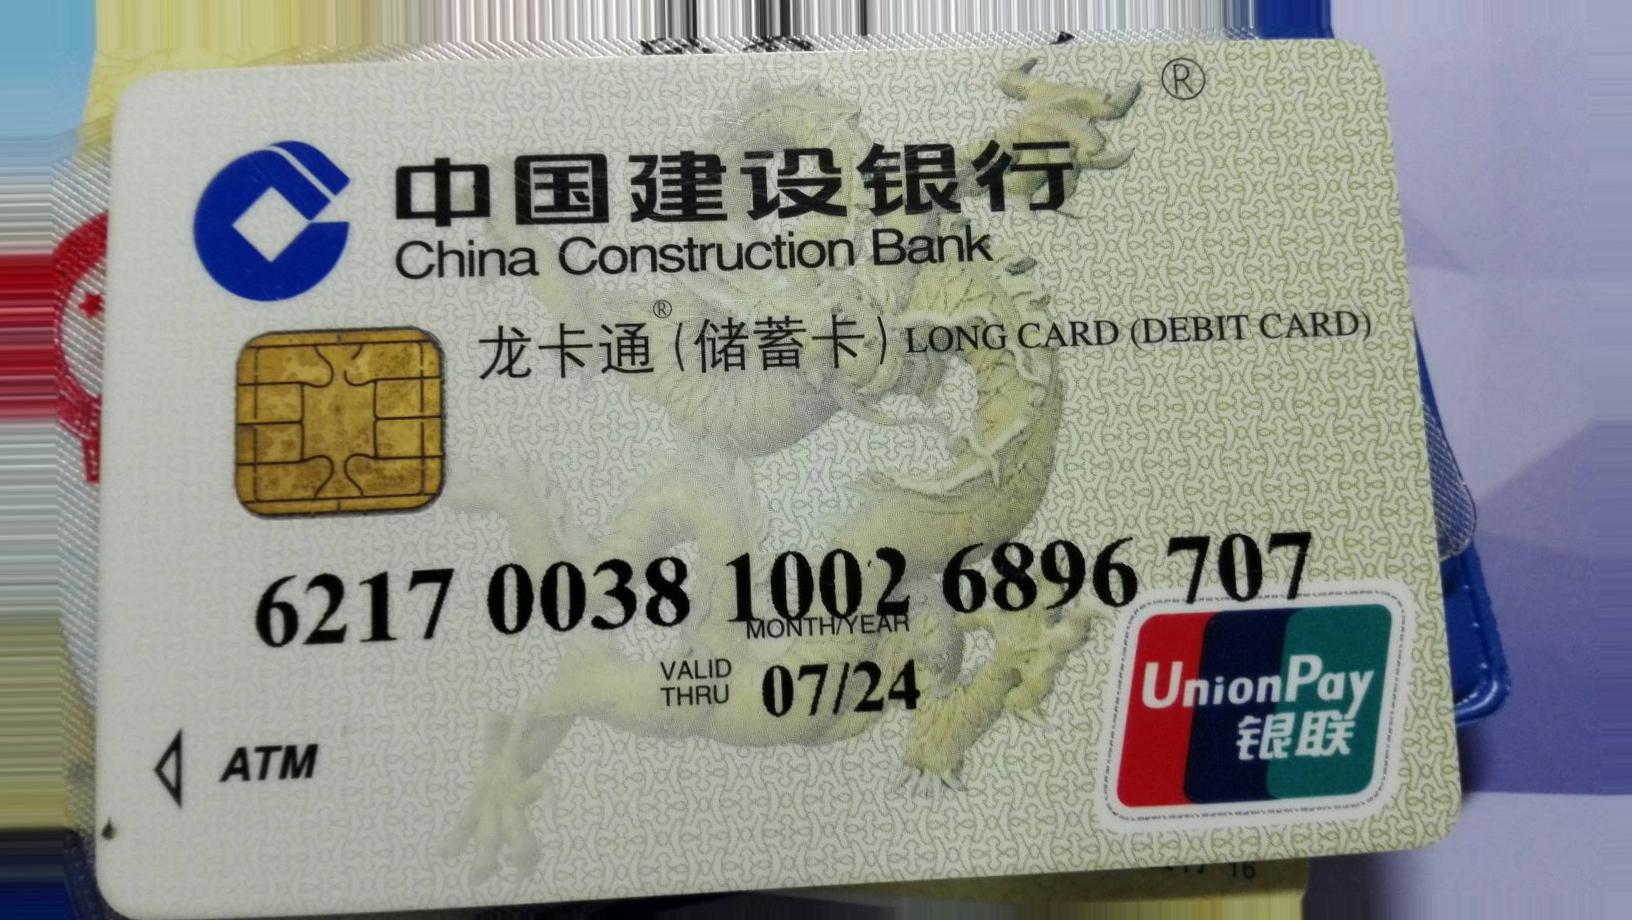 ®
中国建设银行
China Construction Bank
龙卡通®(储蓄卡) LONG CARD (DEBIT CARD)
6217 0038 1002 6896 707
MONTH/YEAR
VALID THRU 07/24
ATM
UnionPay
银联
16